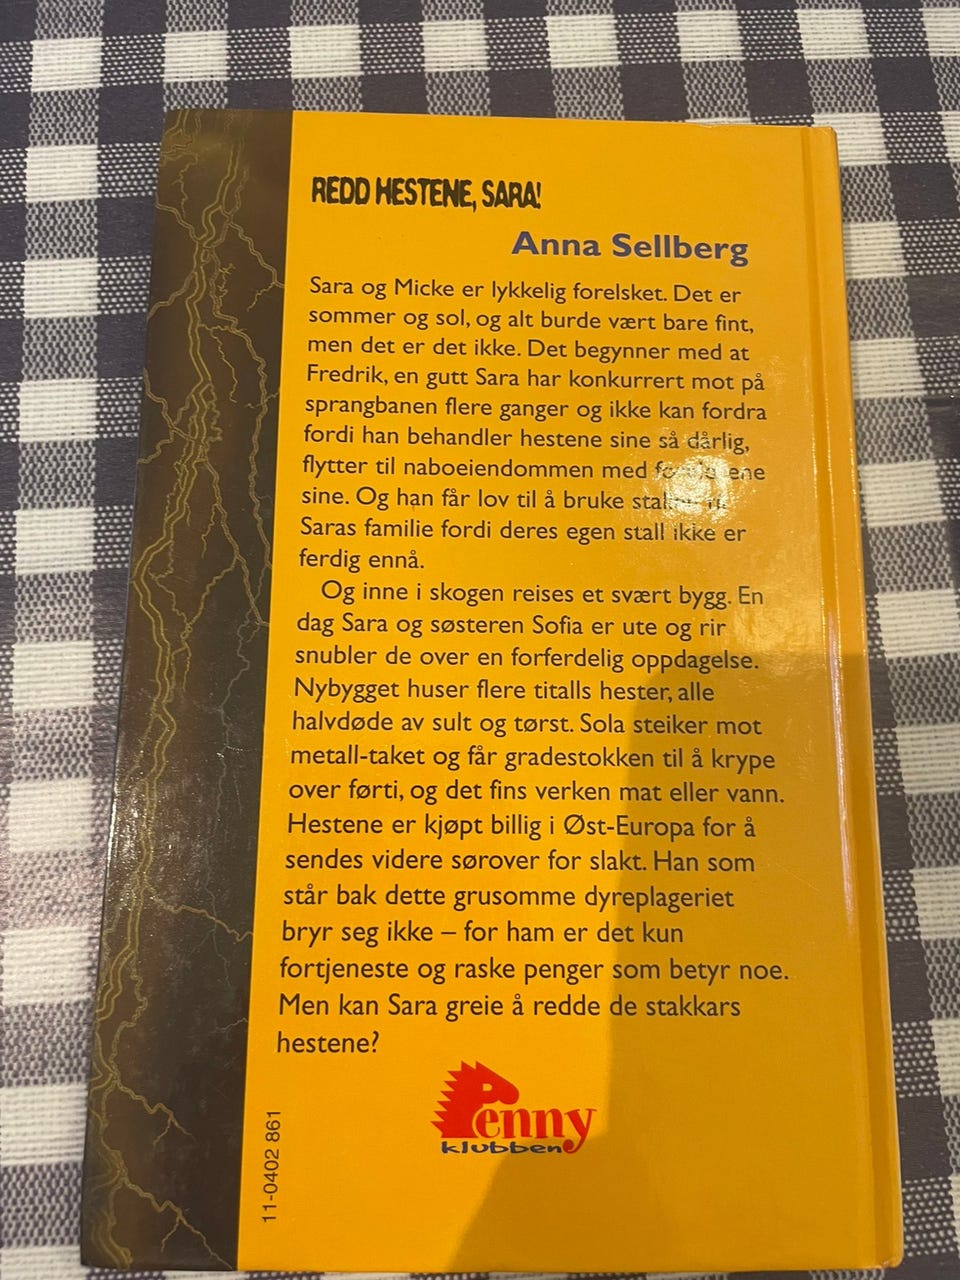 REDD HESTENE, SARA!
Anna Sellberg
Sara og Micke er lykkelig forelsket. Det er
sommer og sol, og alt burde vært bare fint,
men det er det ikke. Det begynner med at
Fredrik, en gutt Sara har konkurrert mot på
sprangbanen flere ganger og ikke kan fordra
fordi han behandler hestene sine så dårlig,
flytter til naboeiendommen med
sine. Og han får lov til å bruke
Saras familie fordi deres egen stall ikke er
ferdig ennå.
Og inne i skogen reises et svært bygg. En
dag Sara og søsteren Sofia er ute og rir
snubler de over en forferdelig oppdagelse.
Nybygget huser flere titalls hester, alle
halvdøde av sult og tørst. Sola steiker mot
metall-taket og får gradestokken til å krype
over førti, og det fins verken mat eller vann.
Hestene er kjøpt billig i Øst-Europa for å
sendes videre sørover for slakt. Han som
står bak dette grusomme dyreplageriet
bryr seg ikke – for ham er det kun
fortjeneste og raske penger som betyr noe.
Men kan Sara greie å redde de stakkars
hestene?
Penny
klubben
11-0402 861